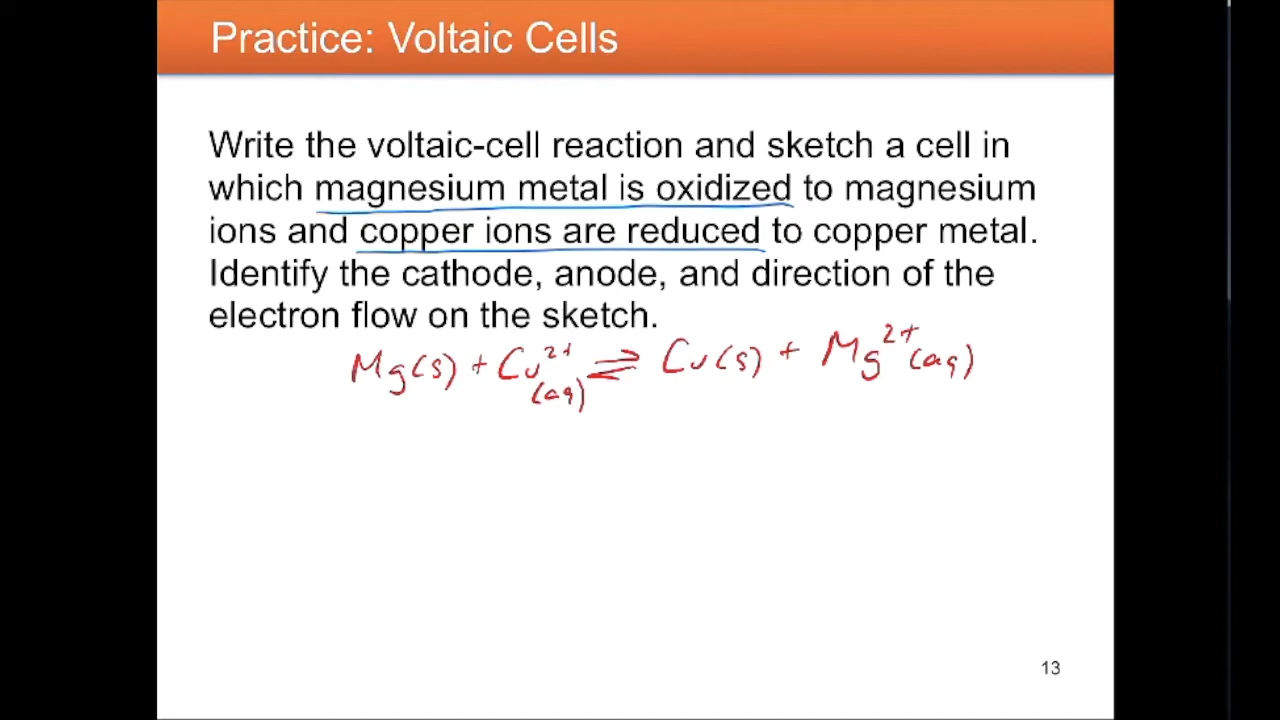 Practice: Voltaic Cells
Write the voltaic-cell reaction and sketch a cell in
which magnesium metal is oxidized to magnesium
ions and copper ions are reduced to copper metal.
Identify the cathode, anode, and direction of the
electron flow on the sketch.
Mg(s) + Cu²⁺(aq) ⇌ Cu(s) + Mg²⁺(aq)
13